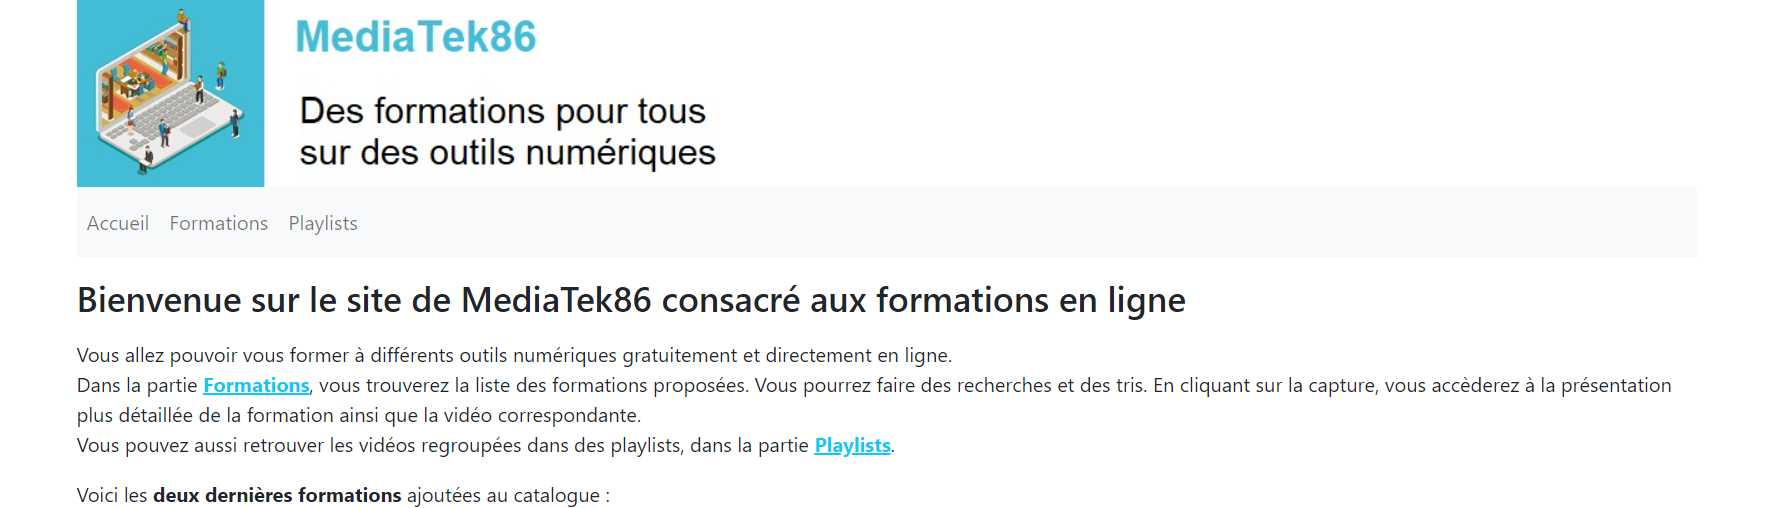 MediaTek86
Des formations pour tous
sur des outils numériques
Accueil Formations Playlists
Bienvenue sur le site de MediaTek86 consacré aux formations en ligne
Vous allez pouvoir vous former à différents outils numériques gratuitement et directement en ligne.
Dans la partie Formations, vous trouverez la liste des formations proposées. Vous pourrez faire des recherches et des tris. En cliquant sur la capture, vous accèderez à la présentation
plus détaillée de la formation ainsi que la vidéo correspondante.
Vous pouvez aussi retrouver les vidéos regroupées dans des playlists, dans la partie Playlists.
Voici les deux dernières formations ajoutées au catalogue :